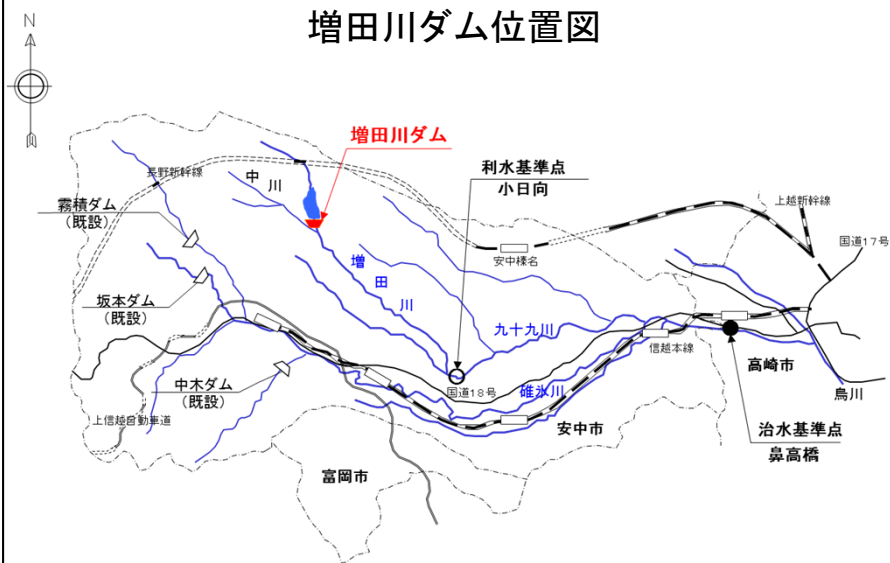 増田川ダム位置図
N
増田川ダム
利水基準点
小日向
長野新幹線
中川
霧積ダム
(既設)
上越新幹線
国道17号
安中榛名
増田川
坂本ダム
(既設)
九十九川
信越本線
高崎市
中木ダム
(既設)
国道18号
碓氷川
烏川
上信越自動車道
安中市
治水基準点
鼻高橋
富岡市